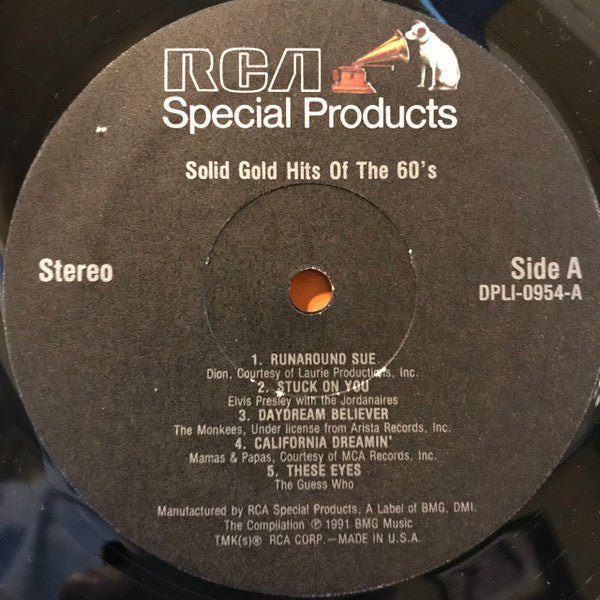 RCA
Special Products
Solid Gold Hits Of The 60's
Stereo
Side A
DPLI-0954-A
1. RUNAROUND SUE
Dion, Courtesy of Laurie Productions, Inc.
2. STUCK ON YOU
Elvis Presley with the Jordanaires
3. DAYDREAM BELIEVER
The Monkees, Under license from Arista Records, Inc.
4. CALIFORNIA DREAMIN'
Mamas & Papas, Courtesy of MCA Records, Inc.
5. THESE EYES
The Guess Who
Manufactured by RCA Special Products, A Label of BMG, DMI.
The Compilation ℗ 1991 BMG Music
TMK(s)® RCA CORP.—MADE IN U.S.A.